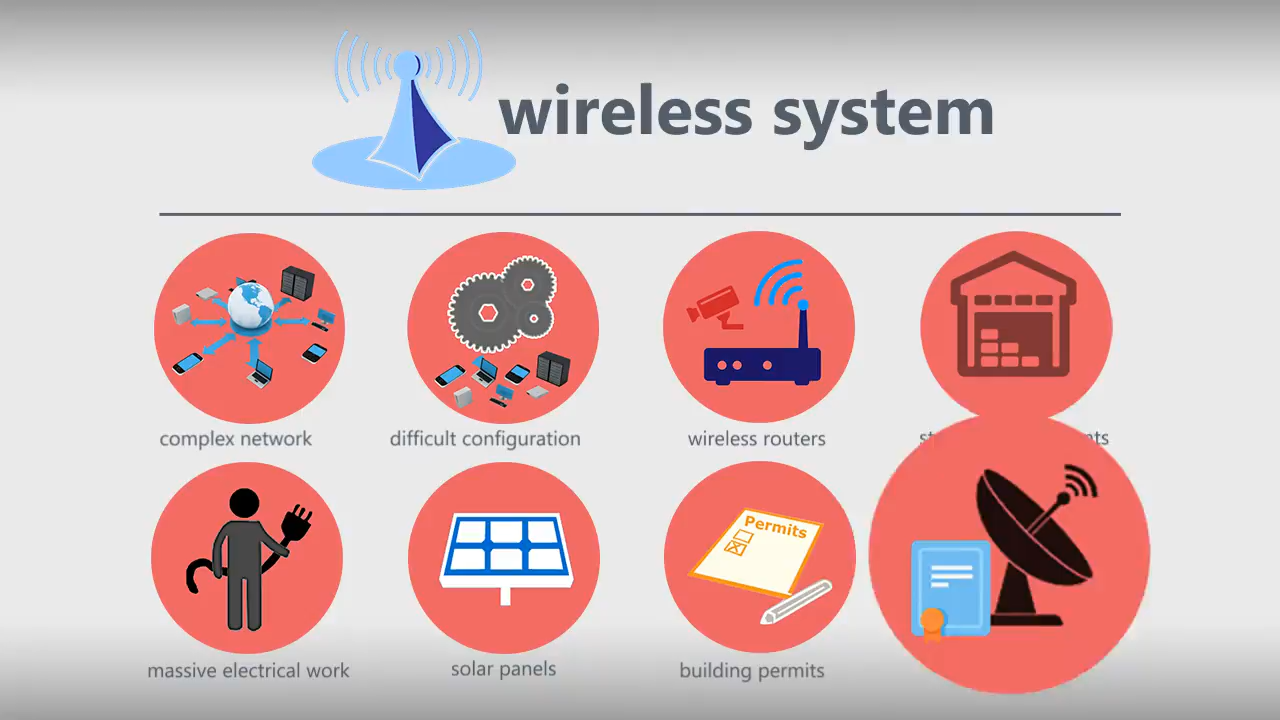 wireless system
complex network
difficult configuration
wireless routers
massive electrical work
solar panels
Permits
building permits